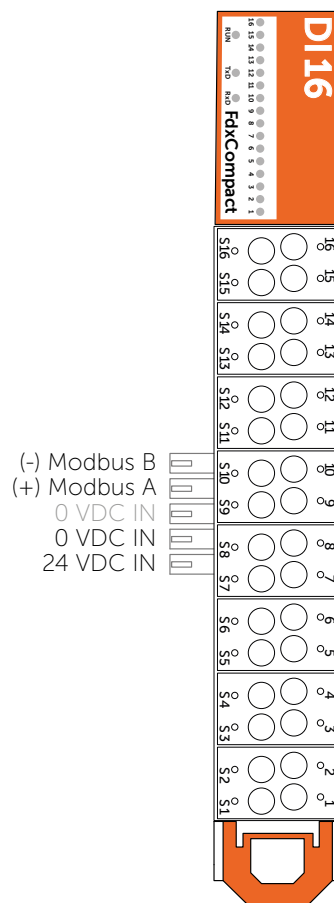 DI 16
16 15 14 13 12 11 10 9 8 7 6 5 4 3 2 1
RUN TxD RxD
FdxCompact
S16 16
S15 15
S14 14
S13 13
S12 12
S11 11
(-) Modbus B
S10 10
(+) Modbus A
S9 9
0 VDC IN
0 VDC IN
S8 8
24 VDC IN
S7 7
S6 6
S5 5
S4 4
S3 3
S2 2
S1 1